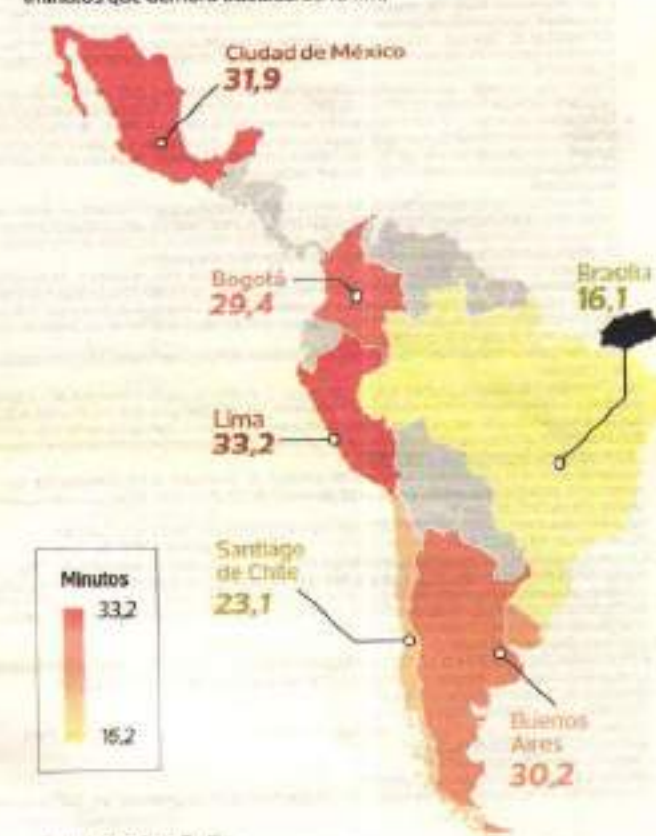 Ciudad de México
31,9
Bogotá
29,4
Brasilia
16,1
Lima
33,2
Santiago
de Chile
23,1
Minutos
33,2
16,2
Buenos
Aires
30,2